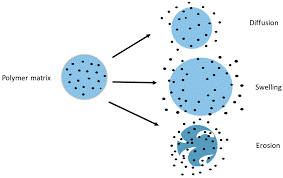 Diffusion
Polymer matrix
Swelling
Erosion